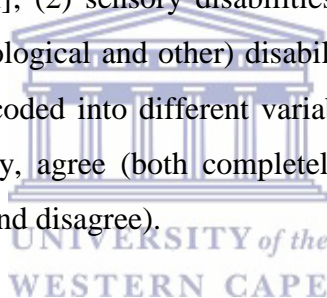 ], (2) sensory disabilities
ological and other) disabil
coded into different variab
y, agree (both completel
nd disagree).
UNIVERSITY of the
WESTERN CAPE